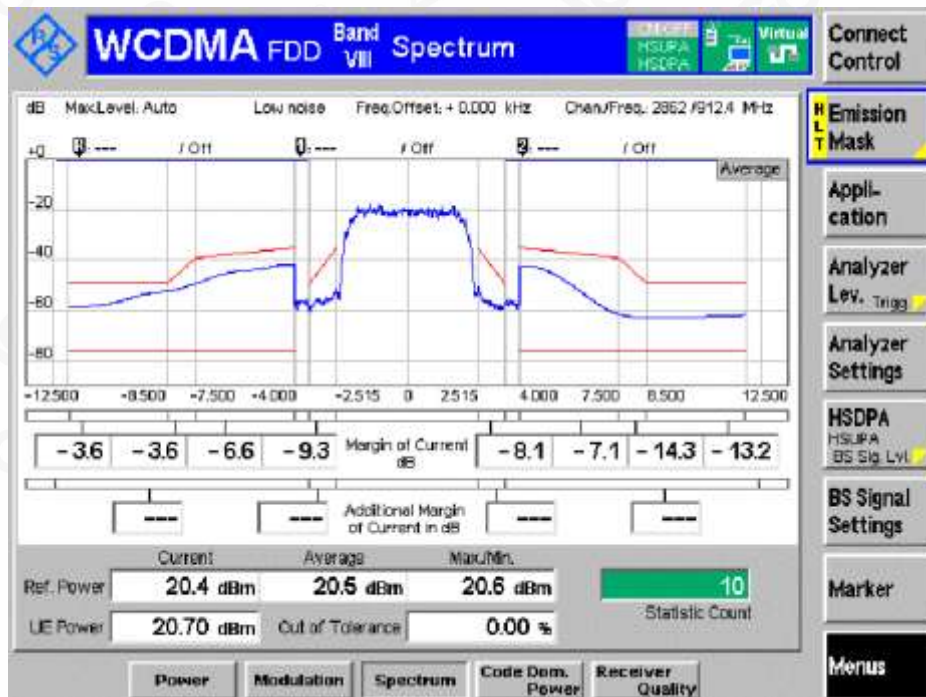 WCDMA FDD Band VIII Spectrum
HSUPA
HSDPA
Virtual
Connect Control
dB Max.Level: Auto Low noise Freq.Offset: + 0.000 kHz Chan./Freq.: 2862 /912.4 MHz
R: --- / Off 1: --- / Off 2: --- / Off
Average
+0
-20
-40
-60
-80
-12.500 -8.500 -7.500 -4.000 -2.515 0 2.515 4.000 7.500 8.500 12.500
- 3.6 - 3.6 - 6.6 - 9.3 Margin of Current dB - 8.1 - 7.1 - 14.3 - 13.2
--- --- Additional Margin of Current in dB --- ---
Current Average Max./Min.
Ref. Power 20.4 dBm 20.5 dBm 20.6 dBm 10
Statistic Count
UE Power 20.70 dBm Out of Tolerance 0.00 %
Power Modulation Spectrum Code Dom. Power Receiver Quality
HLT
Emission Mask
Appli-
cation
Analyzer
Lev. Trigg
Analyzer
Settings
HSDPA
HSUPA
BS Sig. Lvl.
BS Signal
Settings
Marker
Menus